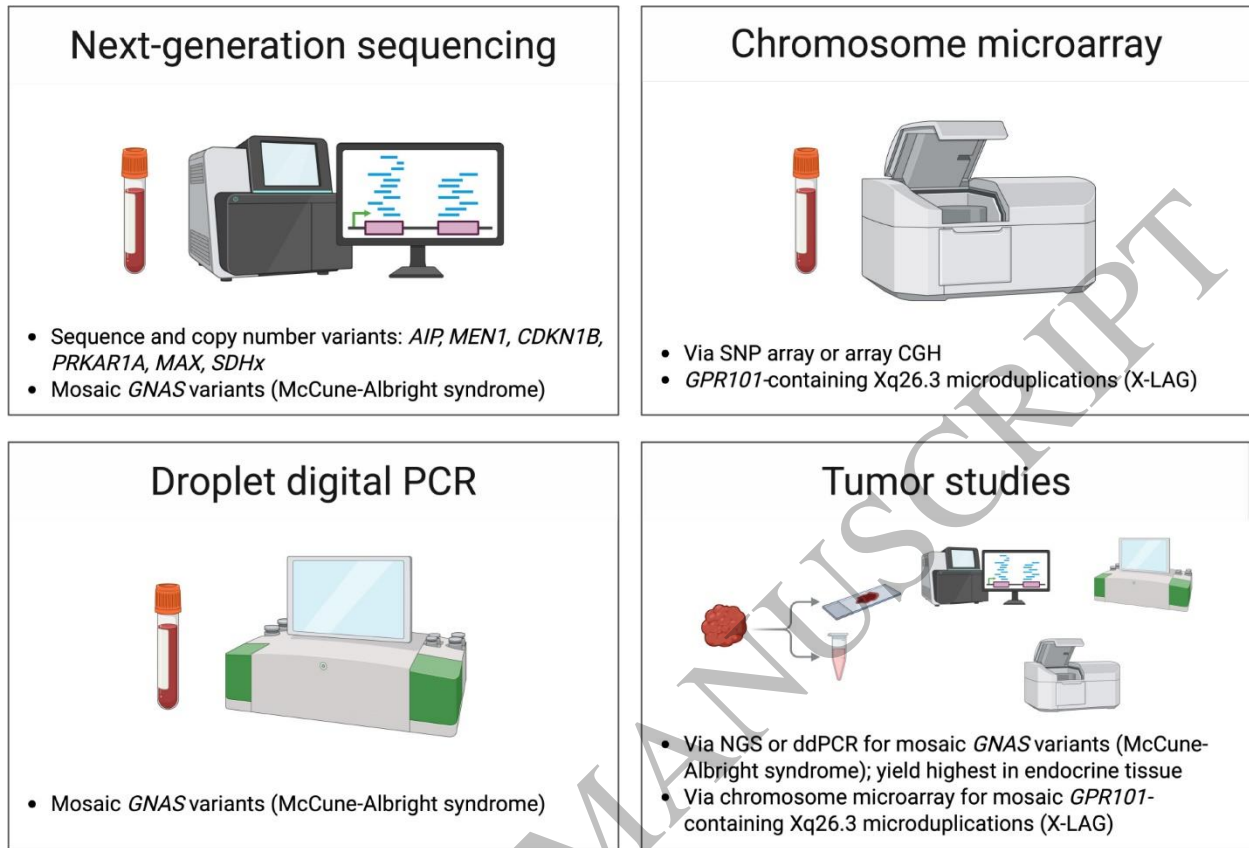 Next-generation sequencing
• Sequence and copy number variants: AIP, MEN1, CDKN1B,
PRKAR1A, MAX, SDHx
• Mosaic GNAS variants (McCune-Albright syndrome)
Chromosome microarray
• Via SNP array or array CGH
• GPR101-containing Xq26.3 microduplications (X-LAG)
Droplet digital PCR
• Mosaic GNAS variants (McCune-Albright syndrome)
Tumor studies
• Via NGS or ddPCR for mosaic GNAS variants (McCune-
Albright syndrome); yield highest in endocrine tissue
• Via chromosome microarray for mosaic GPR101-
containing Xq26.3 microduplications (X-LAG)
MANUSCRIPT